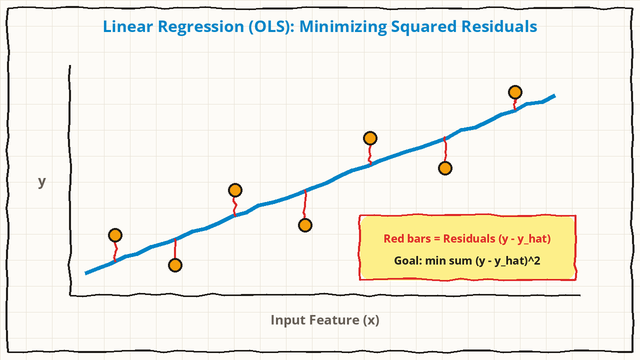 Linear Regression (OLS): Minimizing Squared Residuals
y
Red bars = Residuals (y - y_hat)
Goal: min sum (y - y_hat)^2
Input Feature (x)